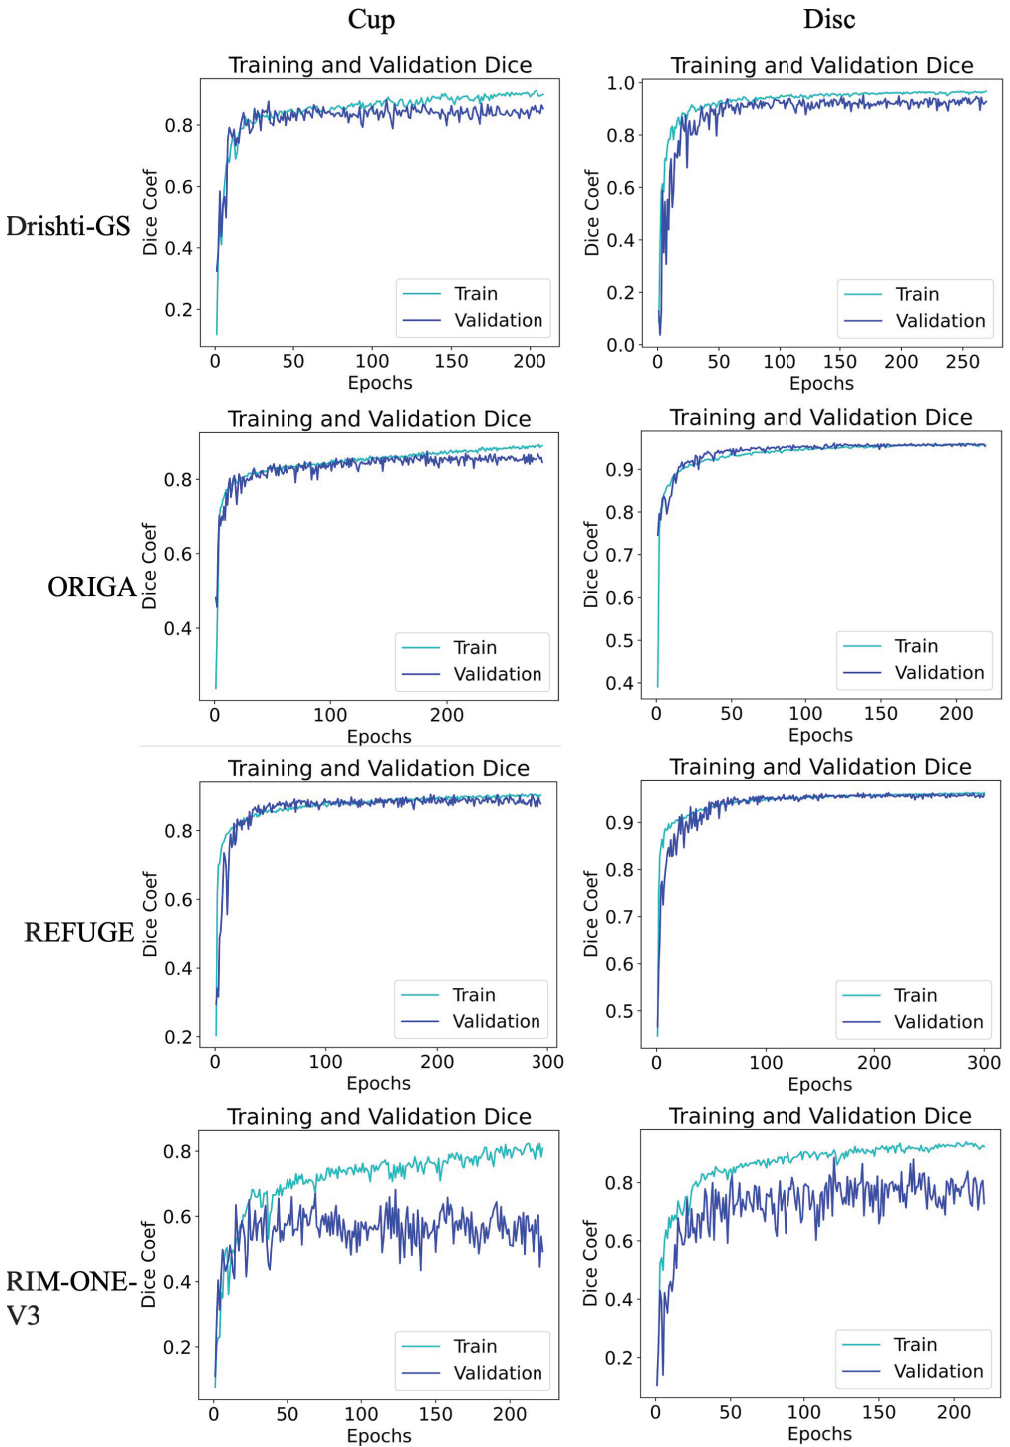 Cup
Disc
Drishti-GS
Training and Validation Dice
Dice Coef
0.8
0.6
0.4
0.2
Train
Validation
0 50 100 150 200
Epochs
Training and Validation Dice
Dice Coef
1.0
0.8
0.6
0.4
0.2
0.0
Train
Validation
0 50 100 150 200 250
Epochs
ORIGA
Training and Validation Dice
Dice Coef
0.8
0.6
0.4
Train
Validation
0 100 200
Epochs
Training and Validation Dice
Dice Coef
0.9
0.8
0.7
0.6
0.5
0.4
Train
Validation
0 50 100 150 200
Epochs
REFUGE
Training and Validation Dice
Dice Coef
0.8
0.6
0.4
0.2
Train
Validation
0 100 200 300
Epochs
Training and Validation Dice
Dice Coef
0.9
0.8
0.7
0.6
0.5
Train
Validation
0 100 200 300
Epochs
RIM-ONE-
V3
Training and Validation Dice
Dice Coef
0.8
0.6
0.4
0.2
Train
Validation
0 50 100 150 200
Epochs
Training and Validation Dice
Dice Coef
0.8
0.6
0.4
0.2
Train
Validation
0 50 100 150 200
Epochs